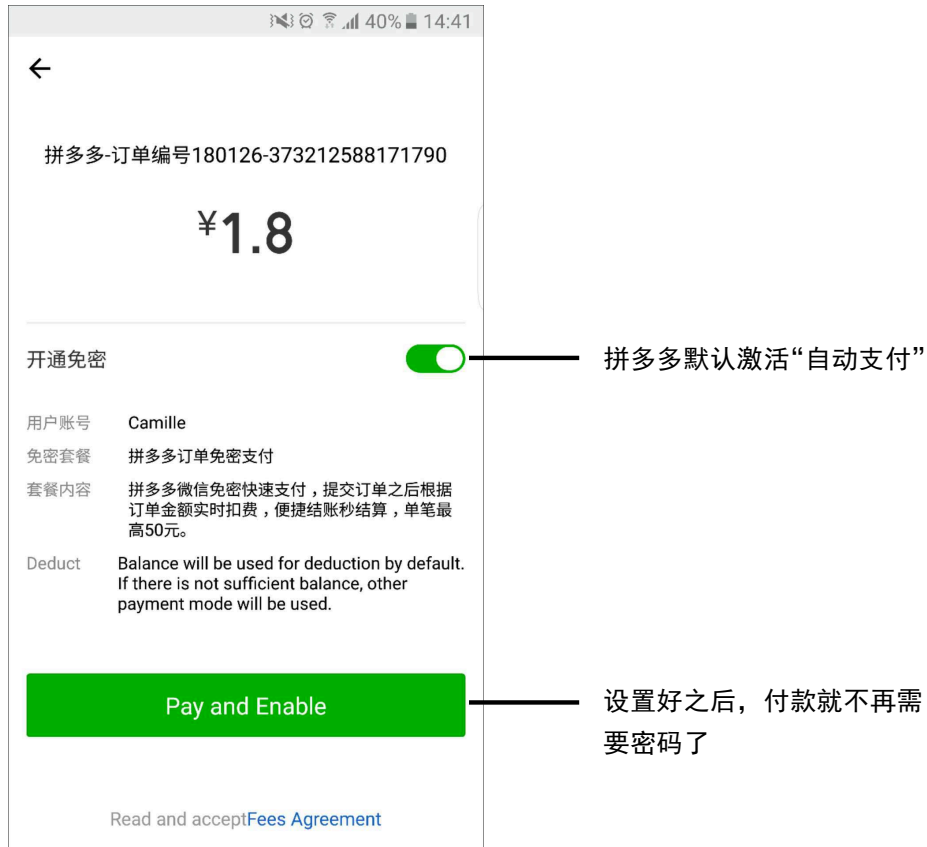 40% 14:41
拼多多-订单编号180126-373212588171790
¥1.8
开通免密
拼多多默认激活“自动支付”
用户账号 Camille
免密套餐 拼多多订单免密支付
套餐内容 拼多多微信免密快速支付，提交订单之后根据
订单金额实时扣费，便捷结账秒结算，单笔最
高50元。
Deduct Balance will be used for deduction by default.
If there is not sufficient balance, other
payment mode will be used.
Pay and Enable
设置好之后，付款就不再需
要密码了
Read and acceptFees Agreement